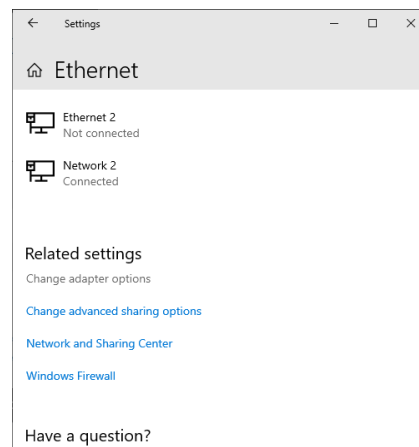 Settings
Ethernet
Ethernet 2
Not connected
Network 2
Connected
Related settings
Change adapter options
Change advanced sharing options
Network and Sharing Center
Windows Firewall
Have a question?